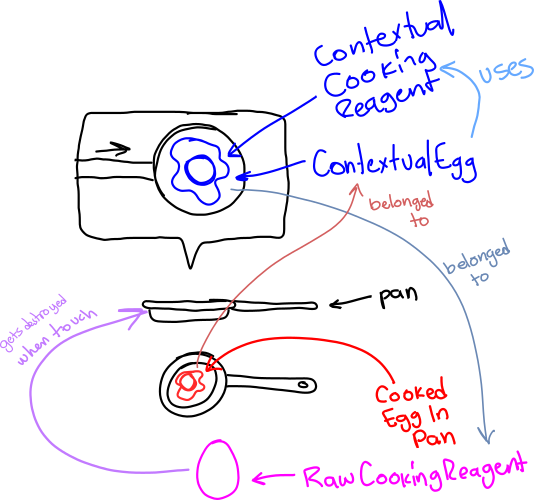 Contextual
Cooking
Reagent
uses
ContextualEgg
belonged
to
belonged
to
gets destroyed
when touch
pan
Cooked
Egg In
Pan
RawCookingReagent